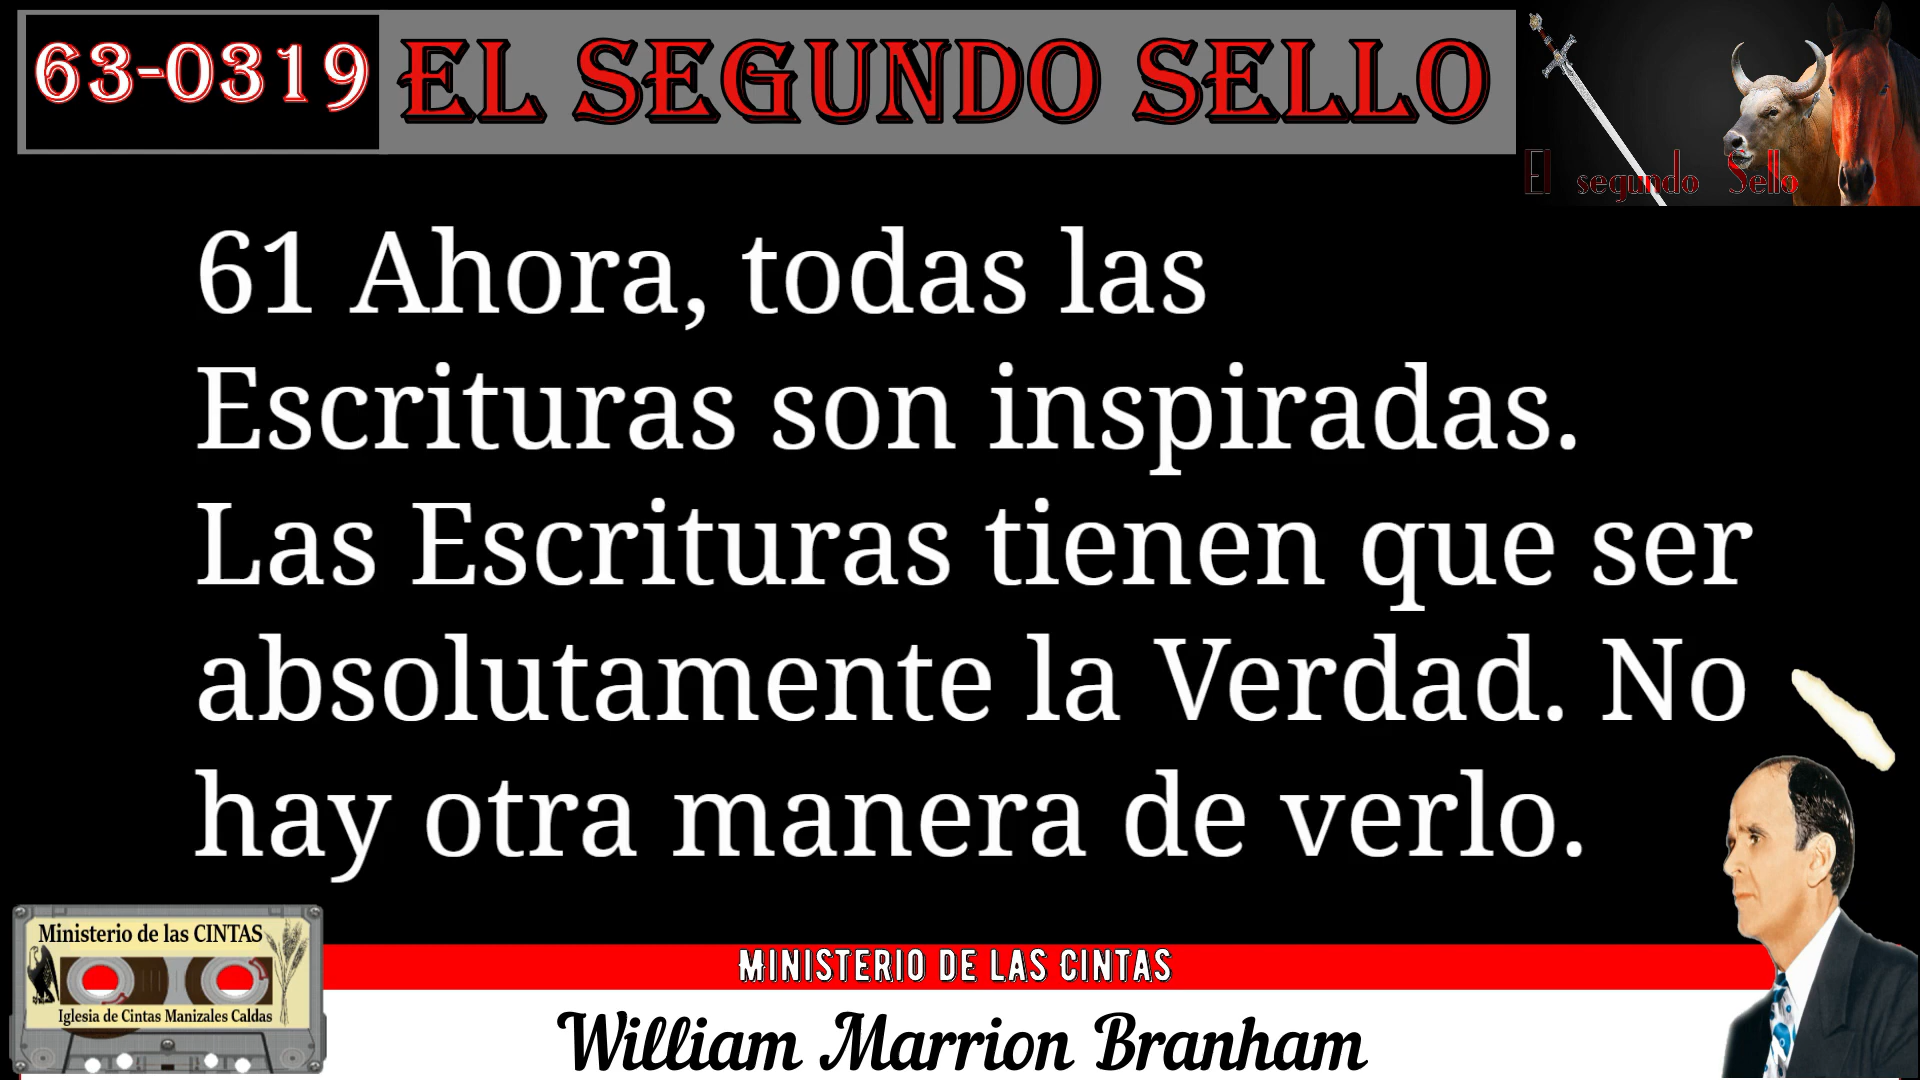 63-0319
EL SEGUNDO SELLO
El segundo Sello
61 Ahora, todas las
Escrituras son inspiradas.
Las Escrituras tienen que ser
absolutamente la Verdad. No
hay otra manera de verlo.
Ministerio de las CINTAS
Iglesia de Cintas Manizales Caldas
MINISTERIO DE LAS CINTAS
William Marrion Branham